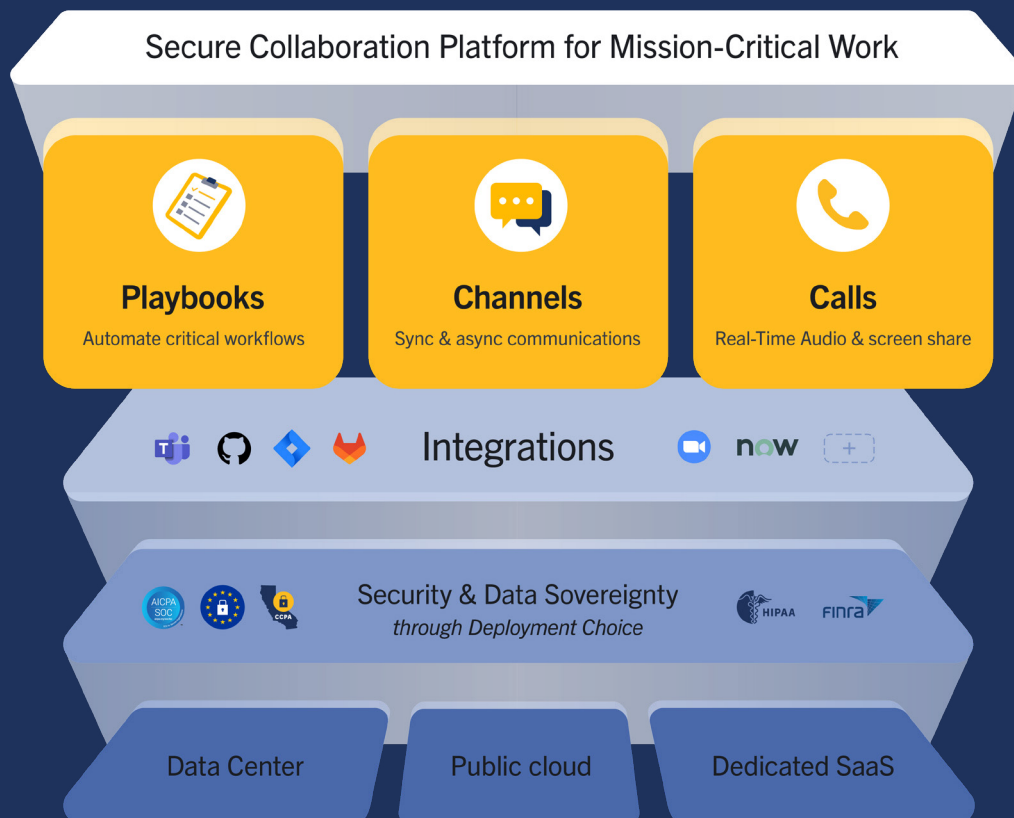 Secure Collaboration Platform for Mission-Critical Work
Playbooks
Automate critical workflows
Channels
Sync & async communications
Calls
Real-Time Audio & screen share
T
Integrations
now
+
AICPA
SOC
CCPA
Security & Data Sovereignty
through Deployment Choice
HIPAA
Finra
Data Center
Public cloud
Dedicated SaaS